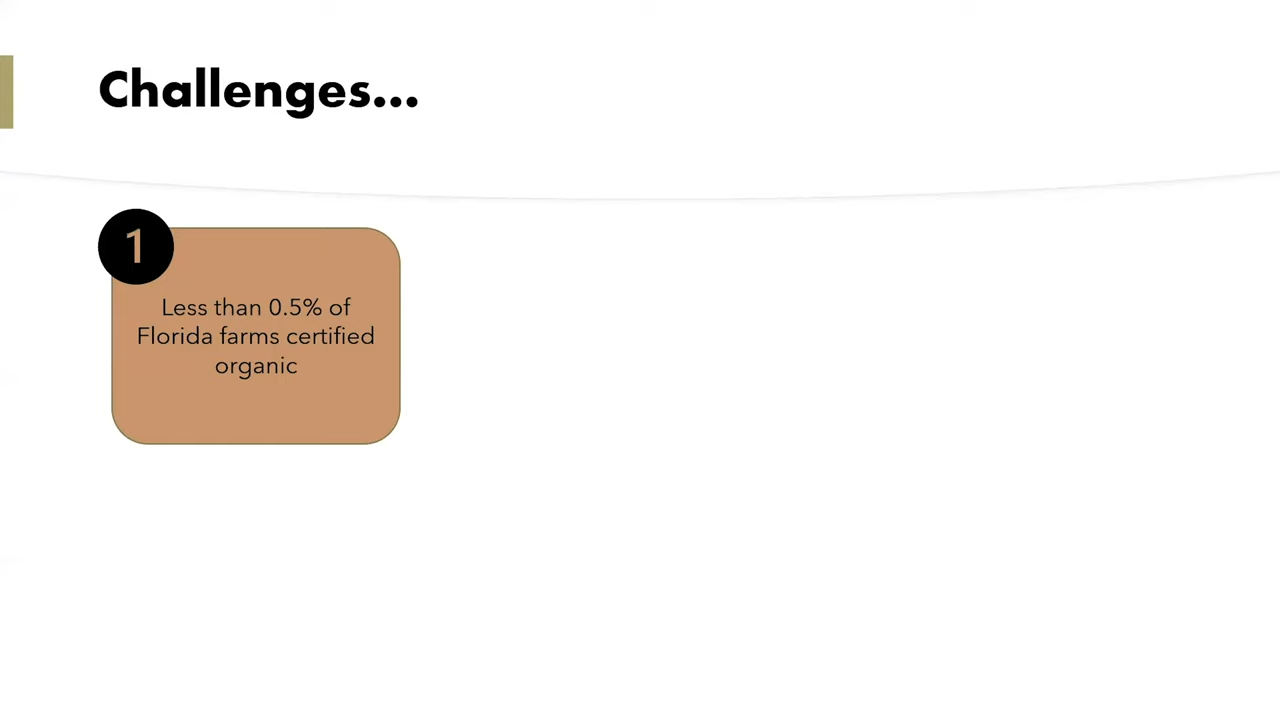 Challenges...
1
Less than 0.5% of
Florida farms certified
organic